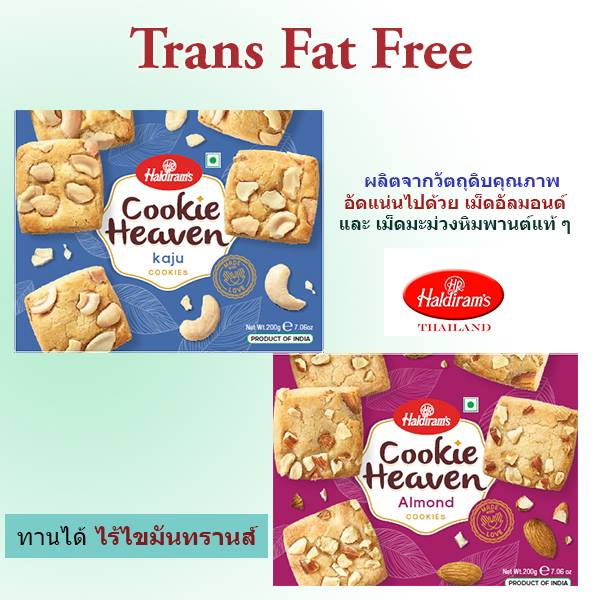 Trans Fat Free
Haldiram's
Cookie
Heaven
kaju
COOKIES
MADE WITH LOVE
Net Wt. 200g e 7.06oz
PRODUCT OF INDIA
ผลิตจากวัตถุดิบคุณภาพ
อัดแน่นไปด้วย เม็ดอัลมอนด์
และ เม็ดมะม่วงหิมพานต์แท้ ๆ
HR
Haldiram's
THAILAND
Haldiram's
Cookie
Heaven
Almond
COOKIES
MADE WITH LOVE
Net Wt. 200g e 7.06 oz
PRODUCT OF INDIA
ทานได้ ไร้ไขมันทรานส์